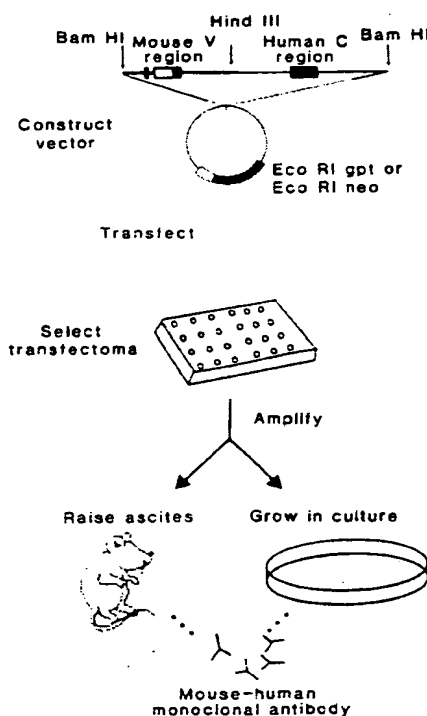 Hind III
Bam HI
Mouse V
region
Human C
region
Bam HI
Construct
vector
Eco RI gpt or
Eco RI neo
Transfect
Select
transfectoma
Amplify
Raise ascites
Grow in culture
Mouse-human
monoclonal antibody